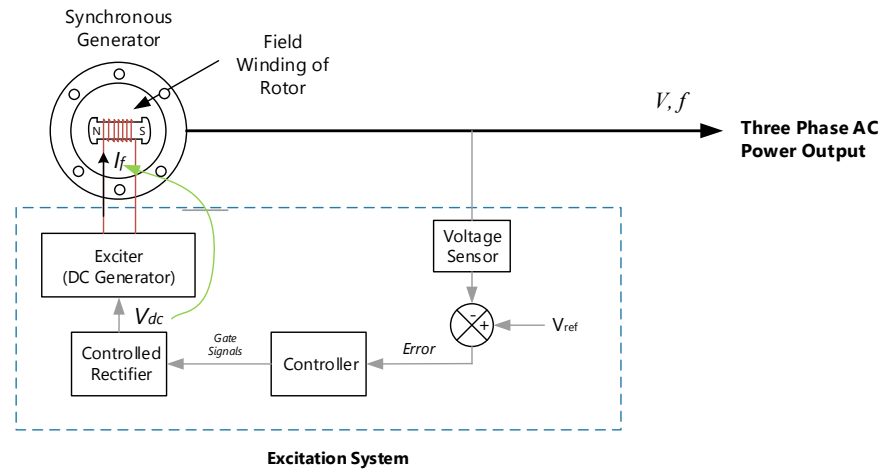 Synchronous
Generator
Field
Winding of
Rotor
V, f
Three Phase AC
Power Output
N
S
If
Exciter
(DC Generator)
Voltage
Sensor
Vdc
-
+
Vref
Controlled
Rectifier
Gate
Signals
Controller
Error
Excitation System